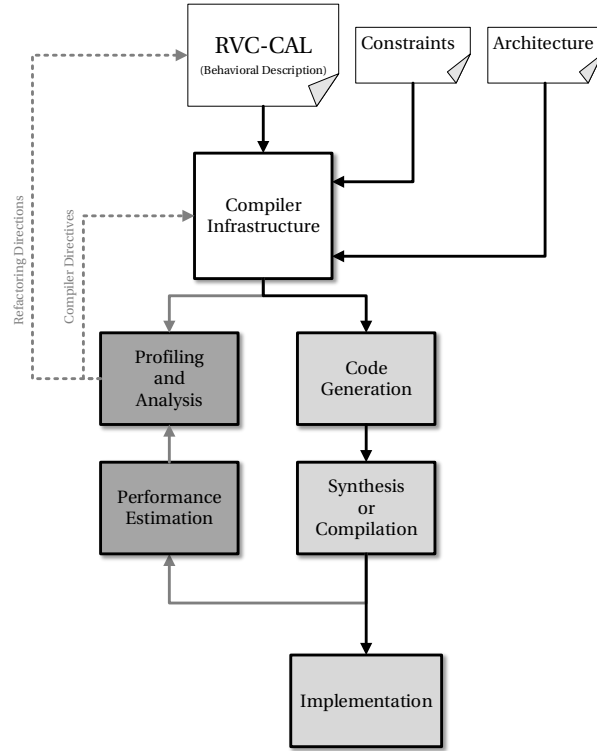 RVC-CAL
(Behavioral Description)
Constraints
Architecture
Refactoring Directions
Compiler Directives
Compiler
Infrastructure
Profiling
and
Analysis
Code
Generation
Performance
Estimation
Synthesis
or
Compilation
Implementation